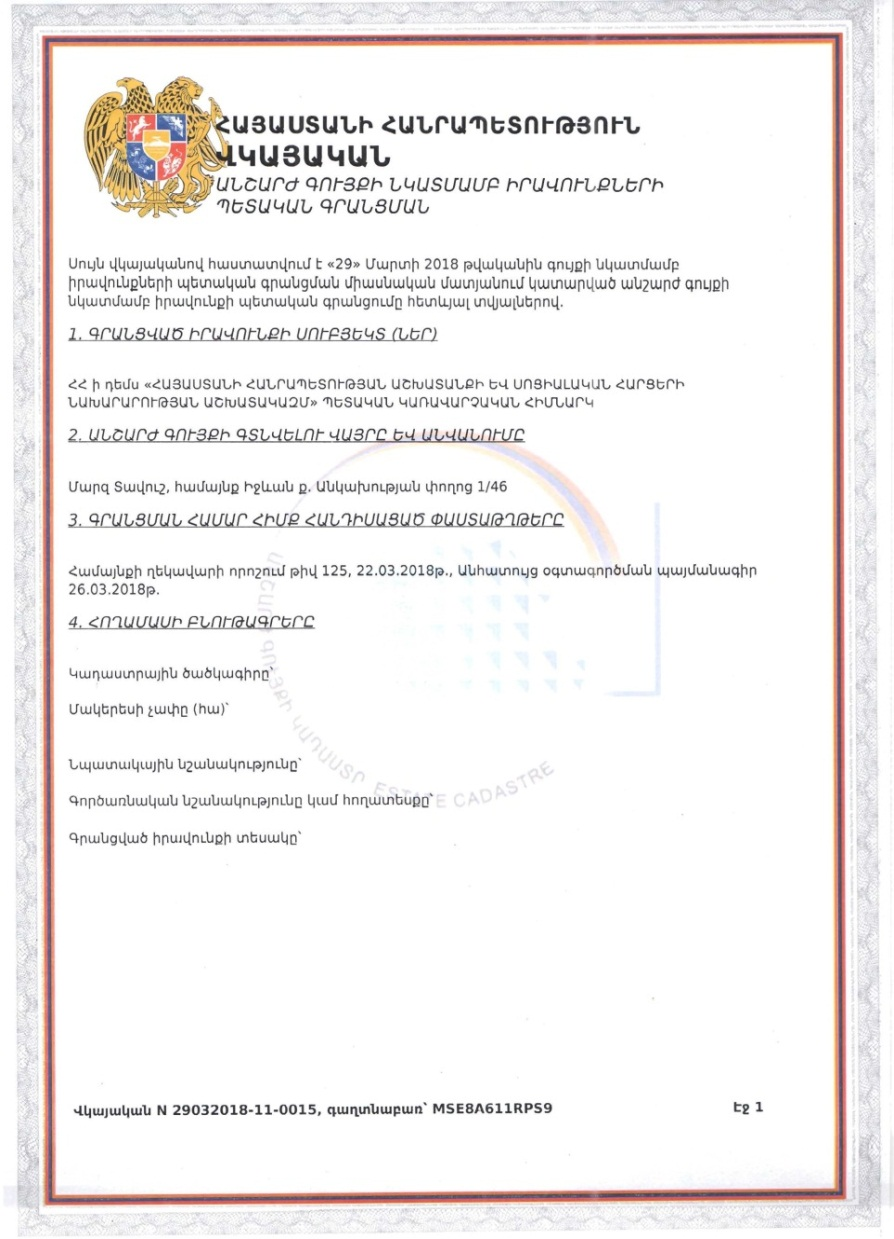 ՀԱՅԱՍՏԱՆԻ ՀԱՆՐԱՊԵՏՈՒԹՅՈՒՆ
ՎԿԱՅԱԿԱՆ
ԱՆՇԱՐԺ ԳՈՒՅՔԻ ՆԿԱՏՄԱՄԲ ԻՐԱՎՈՒՆՔՆԵՐԻ
ՊԵՏԱԿԱՆ ԳՐԱՆՑՄԱՆ
Սույն վկայականով հաստատվում է «29» Մարտի 2018 թվականին գույքի նկատմամբ
իրավունքների պետական գրանցման միասնական մատյանում կատարված անշարժ գույքի
նկատմամբ իրավունքի պետական գրանցումը հետևյալ տվյալներով.
1. ԳՐԱՆՑՎԱԾ ԻՐԱՎՈՒՆՔԻ ՍՈՒԲՅԵԿՏ (ՆԵՐ)
ՀՀ ի դեմս «ՀԱՅԱՍՏԱՆԻ ՀԱՆՐԱՊԵՏՈՒԹՅԱՆ ԱՇԽԱՏԱՆՔԻ ԵՎ ՍՈՑԻԱԼԱԿԱՆ ՀԱՐՑԵՐԻ
ՆԱԽԱՐԱՐՈՒԹՅԱՆ ԱՇԽԱՏԱԿԱԶՄ» ՊԵՏԱԿԱՆ ԿԱՌԱՎԱՐՉԱԿԱՆ ՀԻՄՆԱՐԿ
2. ԱՆՇԱՐԺ ԳՈՒՅՔԻ ԳՏՆՎԵԼՈՒ ՎԱՅՐԸ ԵՎ ԱՆՎԱՆՈՒՄԸ
Մարզ Տավուշ, համայնք Իջևան ք. Անկախության փողոց 1/46
3. ԳՐԱՆՑՄԱՆ ՀԱՄԱՐ ՀԻՄՔ ՀԱՆԴԻՍԱՑԱԾ ՓԱՍՏԱԹՂԹԵՐԸ
Համայնքի ղեկավարի որոշում թիվ 125, 22.03.2018թ., Անհատույց օգտագործման պայմանագիր
26.03.2018թ.
4. ՀՈՂԱՄԱՍԻ ԲՆՈՒԹԱԳՐԵՐԸ
Կադաստրային ծածկագիրը՝
Մակերեսի չափը (հա)՝
Նպատակային նշանակությունը՝
Գործառնական նշանակությունը կամ հողատեսքը՝
Գրանցված իրավունքի տեսակը՝
ԳՈՒՅՔԻ ԿԱԴԱՍՏՐ ESTATE CADASTRE
Վկայական N 29032018-11-0015, գաղտնաբառ՝ MSE8A611RPS9
Էջ 1